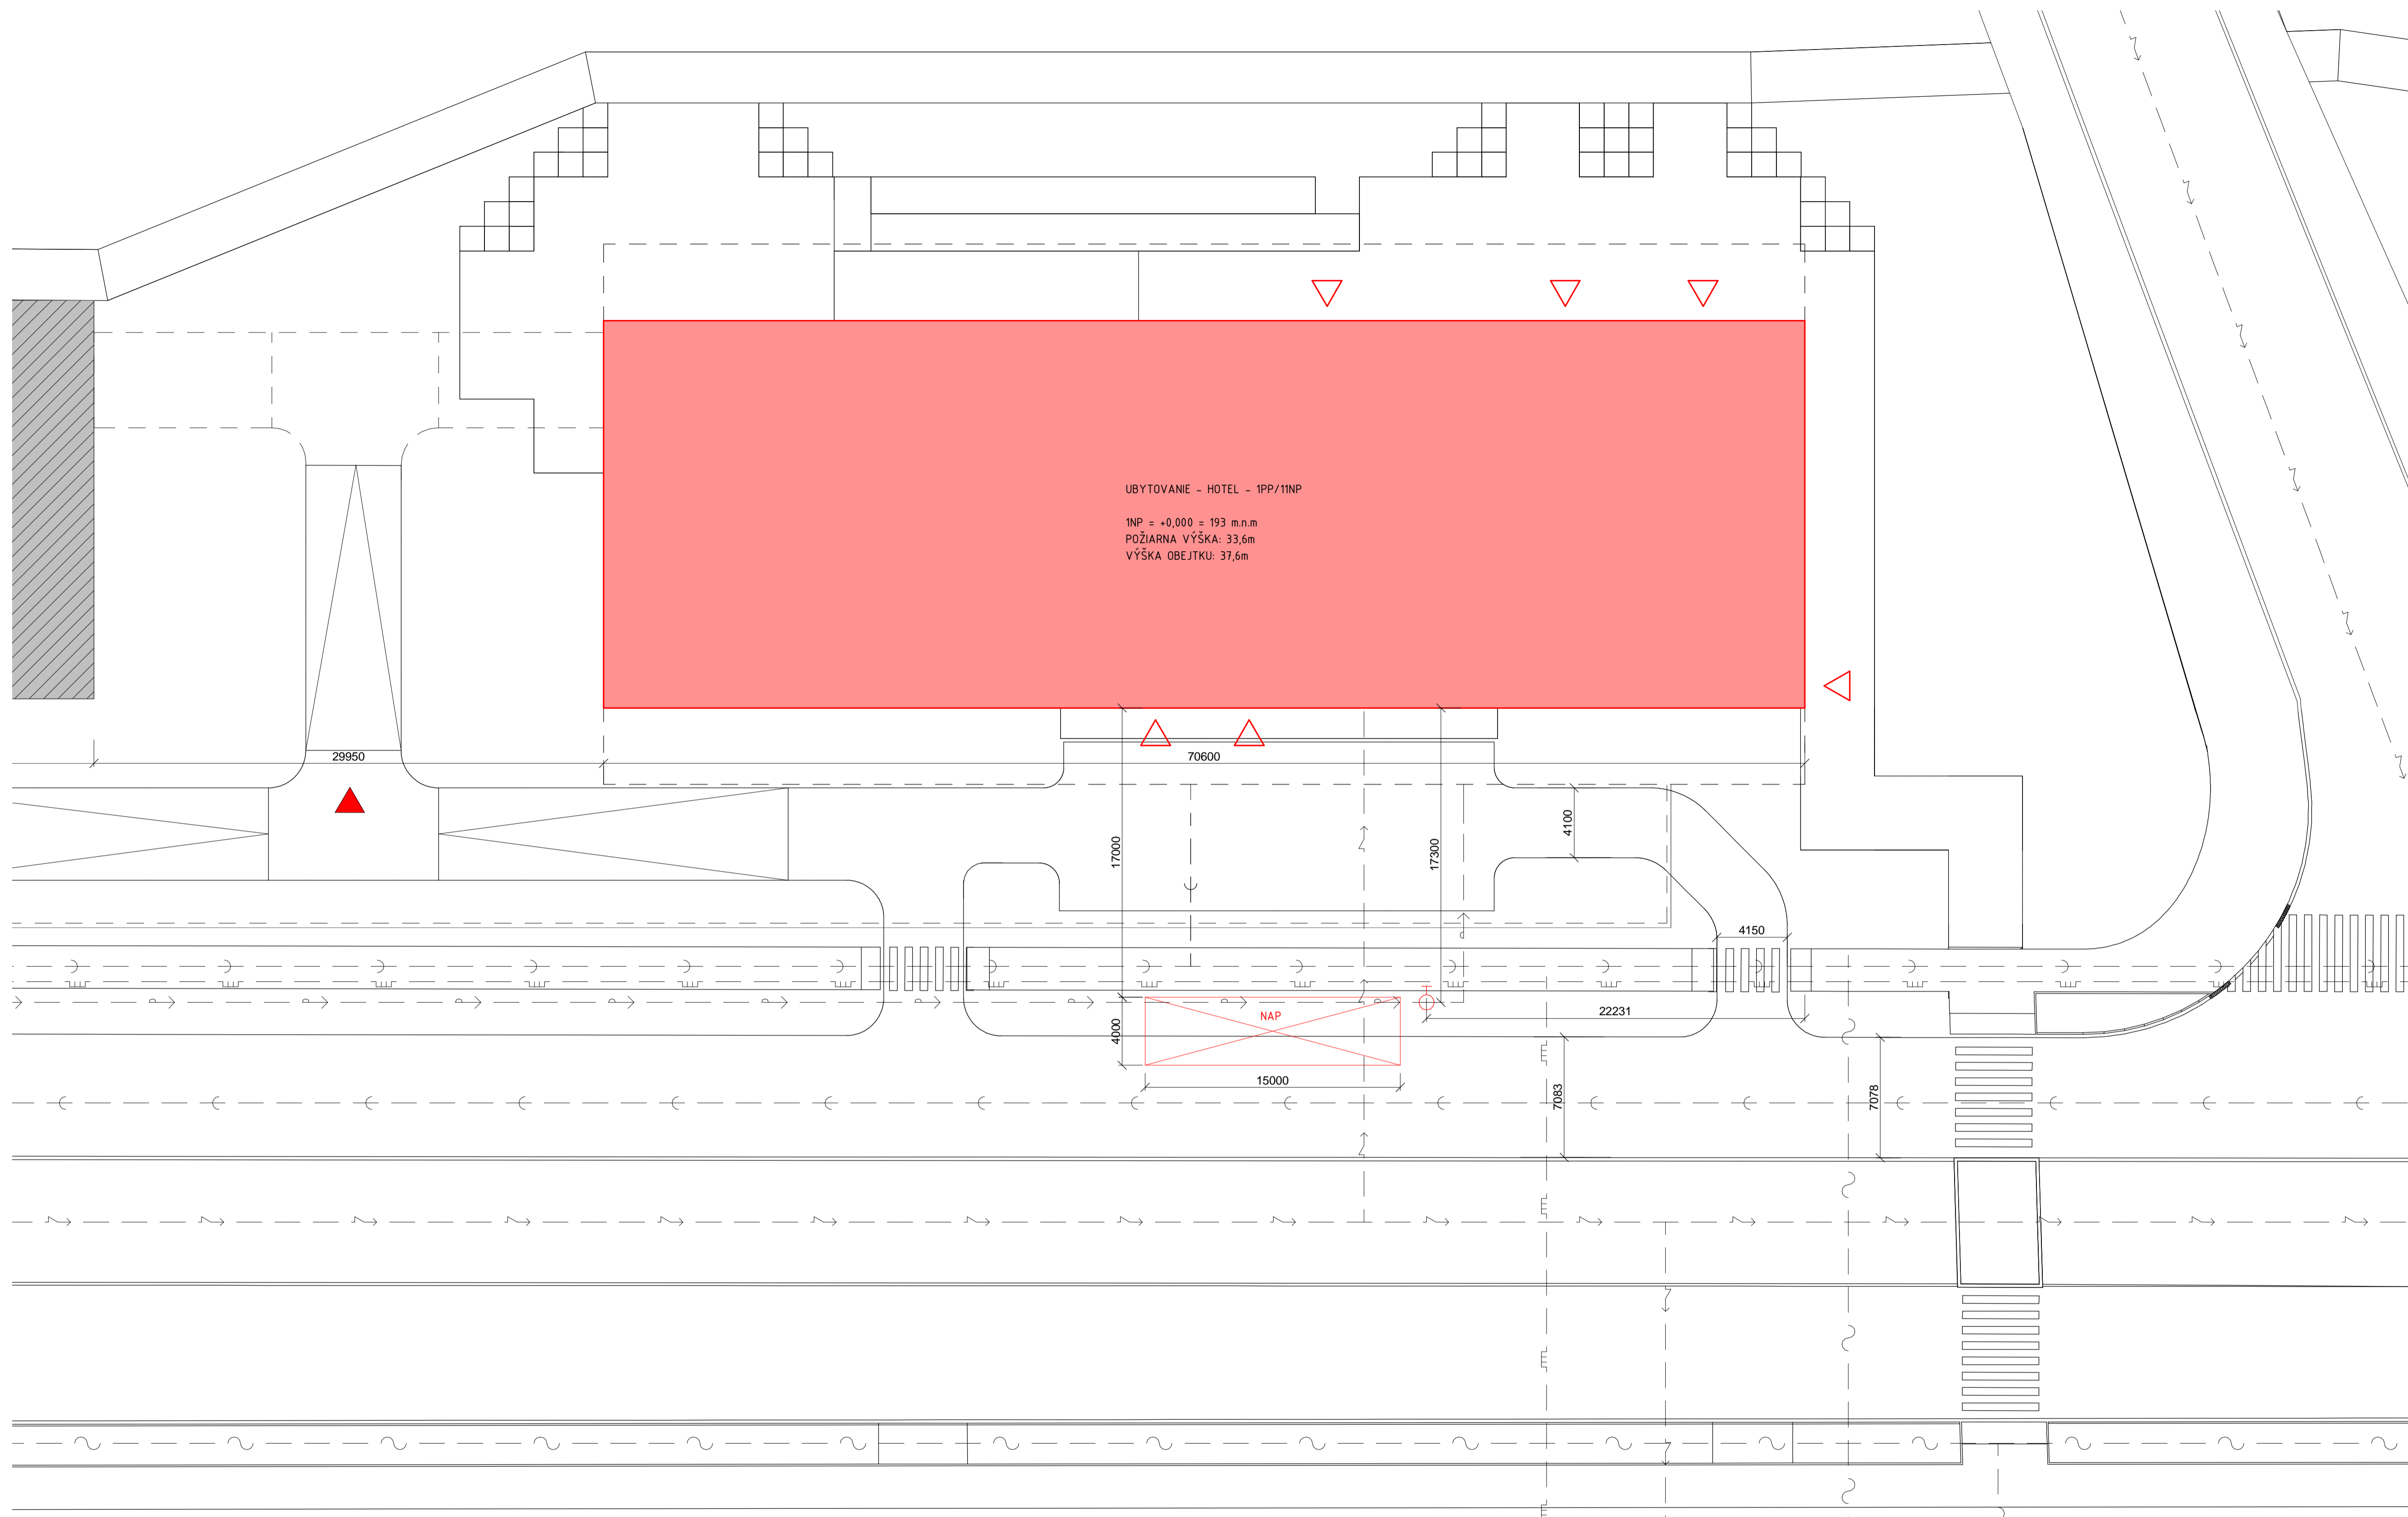 UBYTOVANIE - HOTEL - 1PP/11NP
1NP = +0,000 = 193 m.n.m
POŽIARNA VÝŠKA: 33,6m
VÝŠKA OBEJTKU: 37,6m
29950
70600
17000
17300
4100
4150
4000
NAP
22231
15000
7083
7078